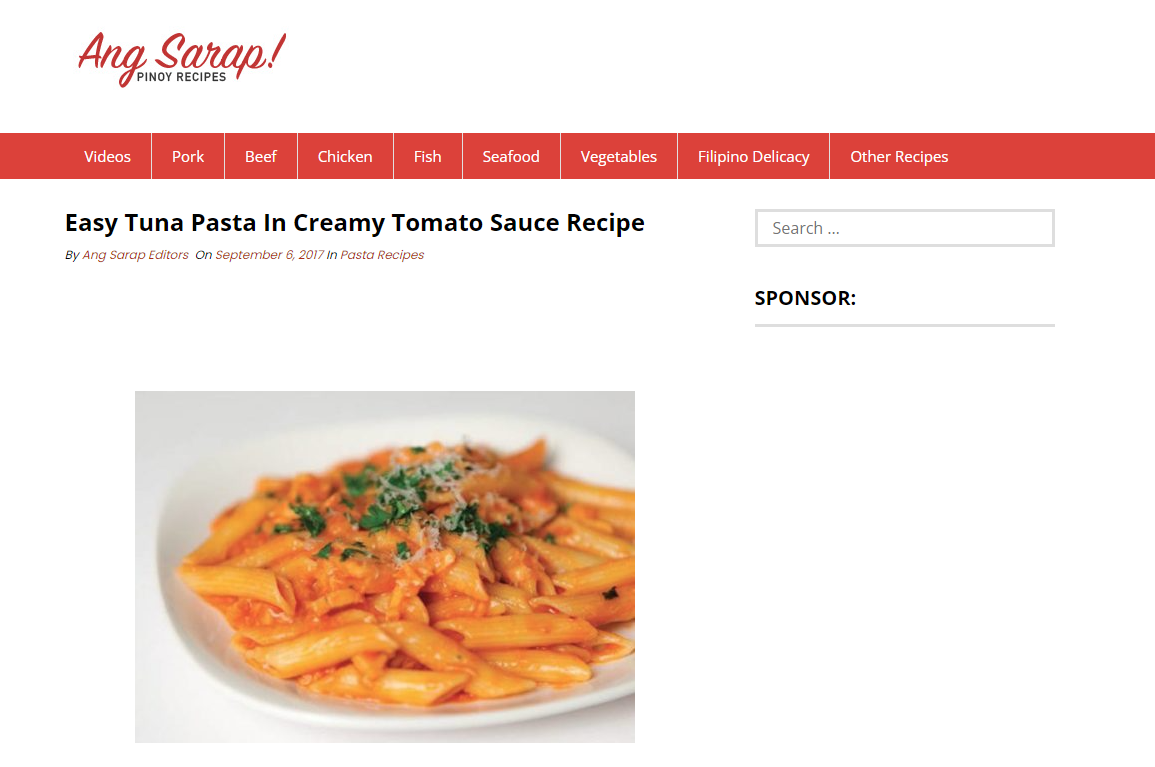 Ang Sarap!
PINOY RECIPES
Videos Pork Beef Chicken Fish Seafood Vegetables Filipino Delicacy Other Recipes
Easy Tuna Pasta In Creamy Tomato Sauce Recipe
By Ang Sarap Editors On September 6, 2017 In Pasta Recipes
Search ...
SPONSOR: